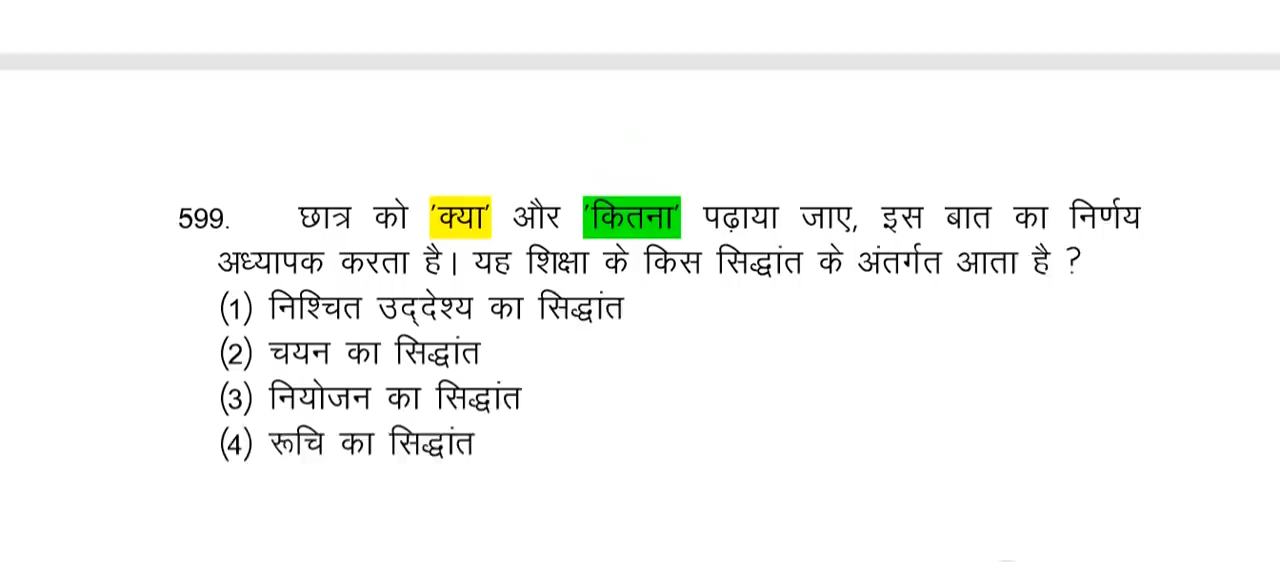 599. छात्र को 'क्या' और 'कितना' पढ़ाया जाए, इस बात का निर्णय
अध्यापक करता है। यह शिक्षा के किस सिद्धांत के अंतर्गत आता है ?
(1) निश्चित उद्‌देश्य का सिद्धांत
(2) चयन का सिद्धांत
(3) नियोजन का सिद्धांत
(4) रूचि का सिद्धांत